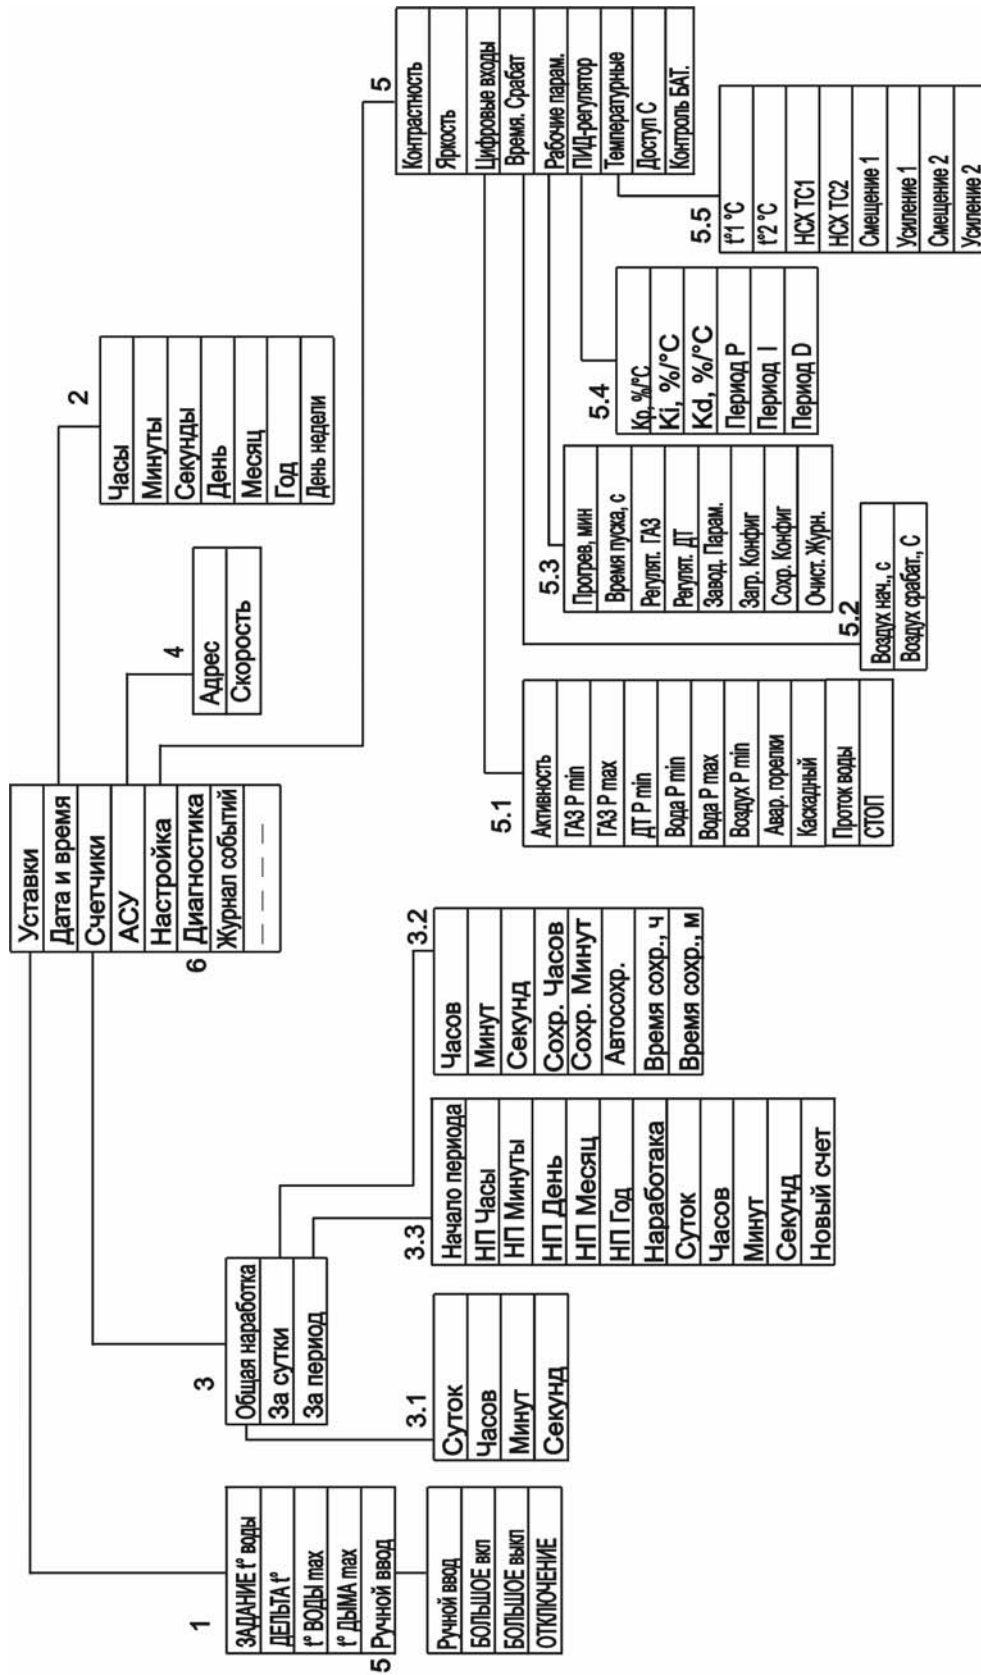 Уставки
Дата и время
Счетчики
АСУ
Настройка
6
Диагностика
Журнал событий
— — — —
1
ЗАДАНИЕ t° воды
ДЕЛЬТА t°
t° ВОДЫ max
t° ДЫМА max
5
Ручной ввод
Ручной ввод
БОЛЬШОЕ вкл
БОЛЬШОЕ выкл
ОТКЛЮЧЕНИЕ
3
Общая наработка
За сутки
За период
3.1
Суток
Часов
Минут
Секунд
3.3
Начало периода
НП Часы
НП Минуты
НП День
НП Месяц
НП Год
Наработака
Суток
Часов
Минут
Секунд
Новый счет
3.2
Часов
Минут
Секунд
Сохр. Часов
Сохр. Минут
Автосохр.
Время сохр., ч
Время сохр., м
4
Адрес
Скорость
2
Часы
Минуты
Секунды
День
Месяц
Год
День недели
5
Контрастность
Яркость
Цифровые входы
Время. Срабат
Рабочие парам.
ПИД-регулятор
Температурные
Доступ С
Контроль БАТ.
5.1
Активность
ГАЗ P min
ГАЗ P max
ДТ P min
Вода P min
Вода P max
Воздух P min
Авар. горелки
Каскадный
Проток воды
СТОП
5.2
Воздух нач., с
Воздух срабат., С
5.3
Прогрев, мин
Время пуска, с
Регулят. ГАЗ
Регулят. ДТ
Завод. Парам.
Загр. Конфиг
Сохр. Конфиг
Очист. Журн.
5.4
Kp, %/°C
Ki, %/°C
Kd, %/°C
Период P
Период I
Период D
5.5
t°1 °C
t°2 °C
НСХ ТС1
НСХ ТС2
Смещение 1
Усиление 1
Смещение 2
Усиление 2